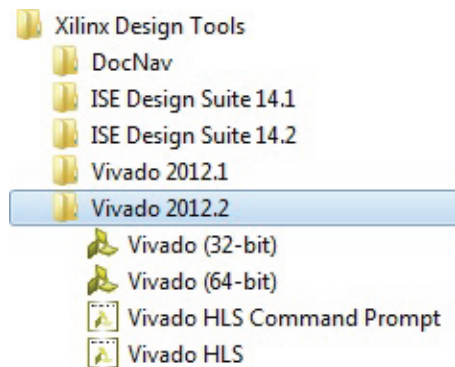 Xilinx Design Tools
DocNav
ISE Design Suite 14.1
ISE Design Suite 14.2
Vivado 2012.1
Vivado 2012.2
Vivado (32-bit)
Vivado (64-bit)
Vivado HLS Command Prompt
Vivado HLS